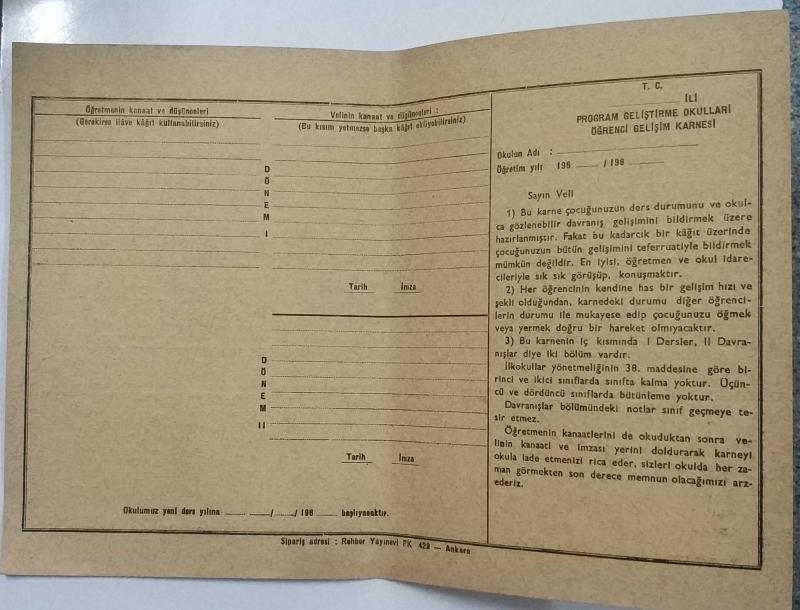 Öğretmenin kanaat ve düşünceleri
(Gerekirse ilâve kâğıt kullanabilirsiniz)
Velinin kanaat ve düşünceleri :
(Bu kısım yetmezse başka kâğıt ekliyebilirsiniz)
DÖNEM I
Tarih İmza
DÖNEM II
Tarih İmza
Okulumuz yeni ders yılına ........ ....../....../ 196 ...... başlıyacaktır.
T. C.
İLİ
PROGRAM GELİŞTİRME OKULLARI
ÖĞRENCİ GELİŞİM KARNESİ
Okulun Adı :
Öğretim yılı 196 ...... / 196 ......
Sayın Veli
1) Bu karne çocuğunuzun ders durumunu ve okul-
ca gözlenebilir davranış gelişimini bildirmek üzere
hazırlanmıştır. Fakat bu kadarcık bir kâğıt üzerinde
çocuğunuzun bütün gelişimini teferruatiyle bildirmek
mümkün değildir. En iyisi, öğretmen ve okul idare-
cileriyle sık sık görüşüp, konuşmaktır.
2) Her öğrencinin kendine has bir gelişim hızı ve
şekli olduğundan, karnedeki durumu diğer öğrenci-
lerin durumu ile mukayese edip çocuğunuzu öğmek
veya yermek doğru bir hareket olmıyacaktır.
3) Bu karnenin iç kısmında I Dersler, II Davra-
nışlar diye iki bölüm vardır.
İlkokullar yönetmeliğinin 38. maddesine göre bi-
rinci ve ikici sınıflarda sınıfta kalma yoktur. Üçün-
cü ve dördüncü sınıflarda bütünleme yoktur.
Davranışlar bölümündeki notlar sınıf geçmeye te-
sir etmez.
Öğretmenin kanaatlerini de okuduktan sonra ve-
linin kanaati ve imzası yerini doldurarak karneyi
okula iade etmenizi rica eder, sizleri okulda her za-
man görmekten son derece memnun olacağımızı arz-
ederiz.
Sipariş adresi : Rehber Yayınevi PK 429 — Ankara